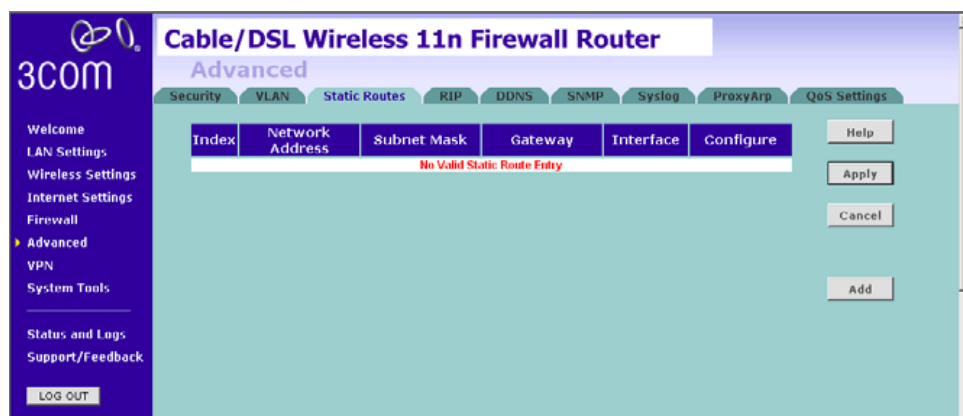 3COM
Cable/DSL Wireless 11n Firewall Router
Advanced
Security VLAN Static Routes RIP DDNS SNMP Syslog ProxyArp QoS Settings
Welcome
LAN Settings
Wireless Settings
Internet Settings
Firewall
Advanced
VPN
System Tools
Status and Logs
Support/Feedback
LOG OUT
Index Network Address Subnet Mask Gateway Interface Configure
No Valid Static Route Entry
Help
Apply
Cancel
Add